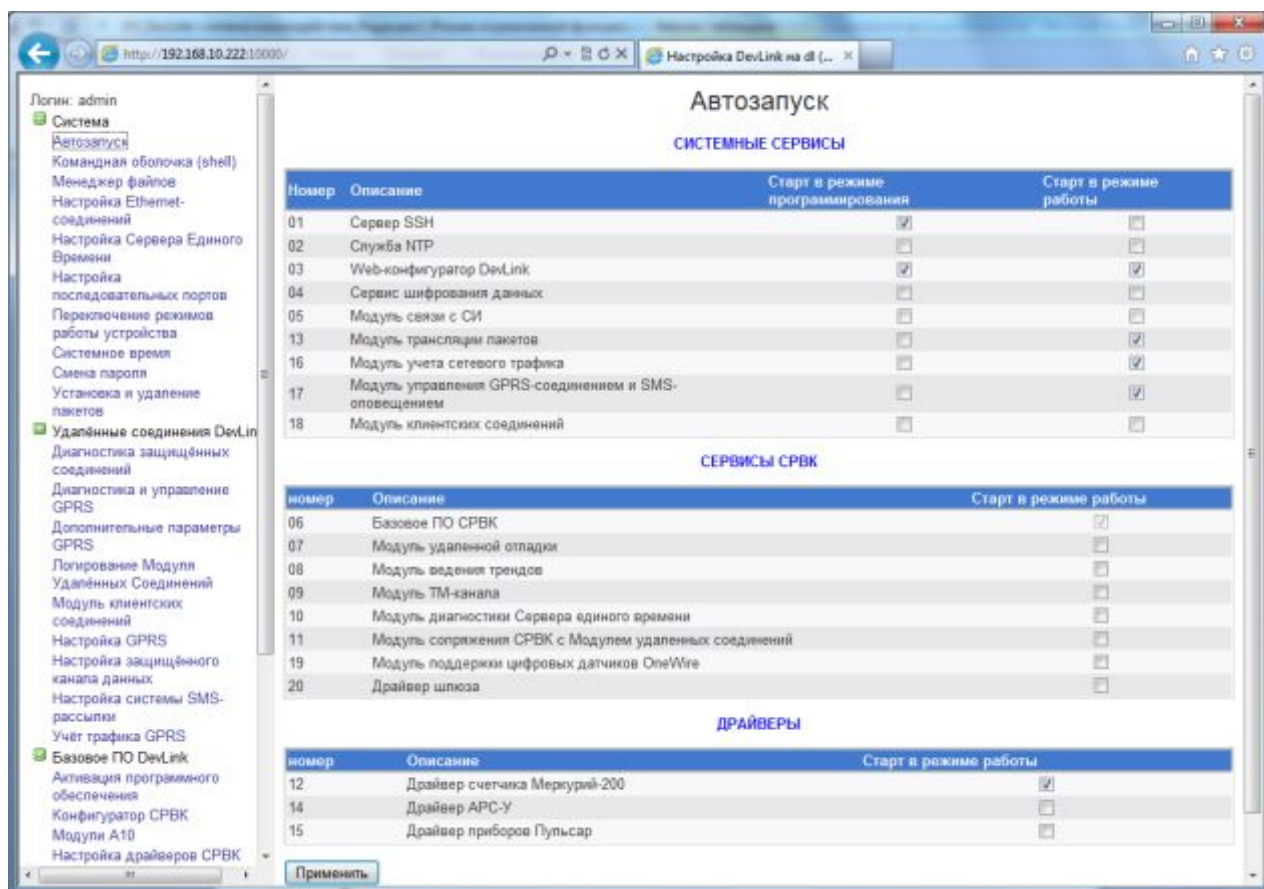 http://192.168.10.222:10000/
Настройка DevLink на dl (...
Логин: admin
Система
Автозапуск
Командная оболочка (shell)
Менеджер файлов
Настройка Ethernet-
соединений
Настройка Сервера Единого
Времени
Настройка
последовательных портов
Переключение режимов
работы устройства
Системное время
Смена пароля
Установка и удаление
пакетов
Удалённые соединения DevLin
Диагностика защищённых
соединений
Диагностика и управление
GPRS
Дополнительные параметры
GPRS
Логирование Модуля
Удалённых Соединений
Модуль клиентских
соединений
Настройка GPRS
Настройка защищённого
канала данных
Настройка системы SMS-
рассылки
Учёт трафика GPRS
Базовое ПО DevLink
Активация программного
обеспечения
Конфигуратор СРВК
Модули А10
Настройка драйверов СРВК
Автозапуск
СИСТЕМНЫЕ СЕРВИСЫ
Номер Описание Старт в режиме программирования Старт в режиме работы
01 Сервер SSH
02 Служба NTP
03 Web-конфигуратор DevLink
04 Сервис шифрования данных
05 Модуль связи с СИ
13 Модуль трансляции пакетов
16 Модуль учета сетевого трафика
17 Модуль управления GPRS-соединением и SMS-
оповещением
18 Модуль клиентских соединений
СЕРВИСЫ СРВК
номер Описание Старт в режиме работы
06 Базовое ПО СРВК
07 Модуль удаленной отладки
08 Модуль ведения трендов
09 Модуль ТМ-канала
10 Модуль диагностики Сервера единого времени
11 Модуль сопряжения СРВК с Модулем удаленных соединений
19 Модуль поддержки цифровых датчиков OneWire
20 Драйвер шлюза
ДРАЙВЕРЫ
номер Описание Старт в режиме работы
12 Драйвер счетчика Меркурий-200
14 Драйвер АРС-У
15 Драйвер приборов Пульсар
Применить